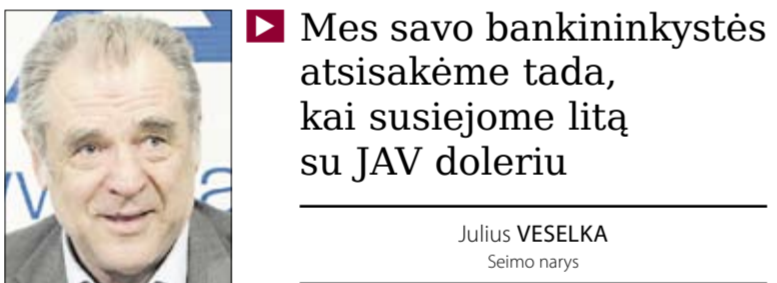 Mes savo bankininkystės
atsisakėme tada,
kai susiejome litą
su JAV doleriu
Julius VESELKA
Seimo narys